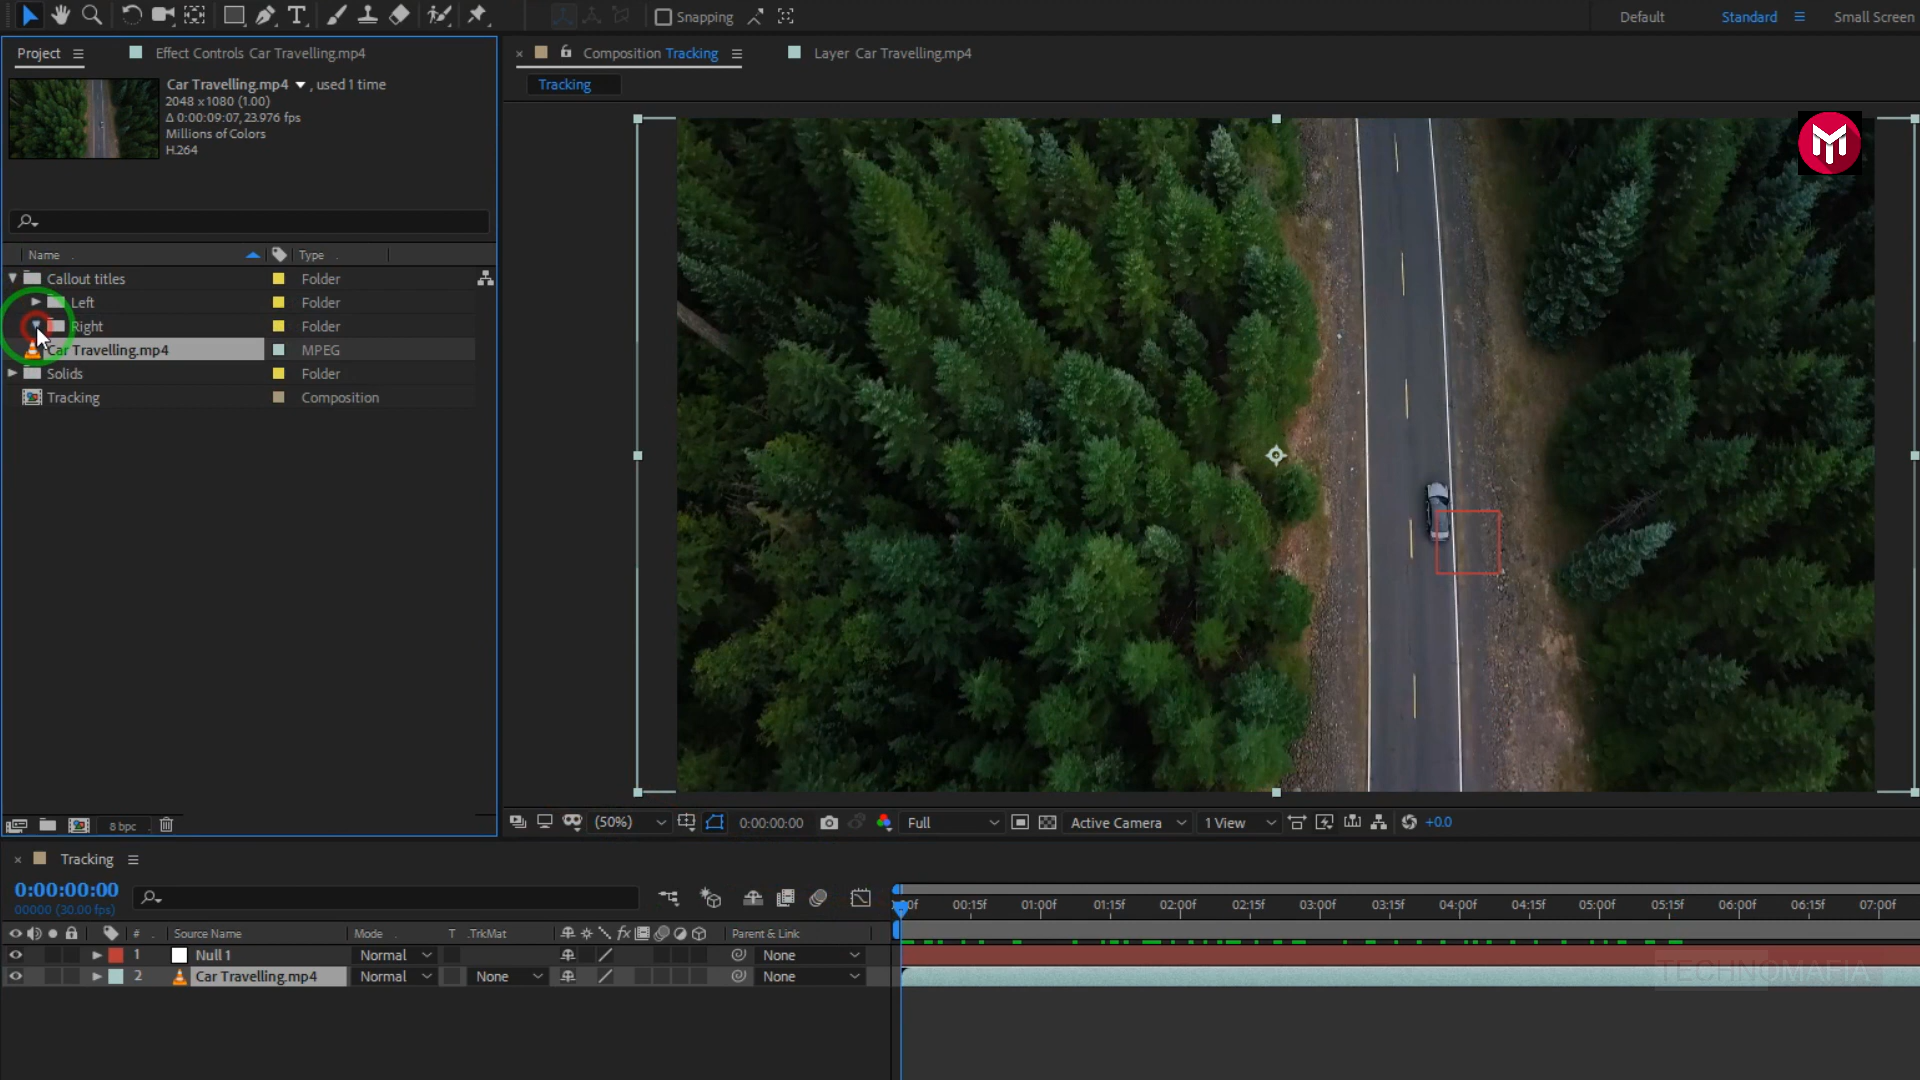 Snapping
Default
Standard
Small Screen
Project
Effect Controls Car Travelling.mp4
Composition Tracking
Layer Car Travelling.mp4
Car Travelling.mp4 , used 1 time
2048 x 1080 (1.00)
Δ 0:00:09:07, 23.976 fps
Millions of Colors
H.264
Tracking
Name
Type
Callout titles
Folder
Left
Folder
Right
Folder
Car Travelling.mp4
MPEG
Solids
Folder
Tracking
Composition
8 bpc
(50%)
0:00:00:00
Full
Active Camera
1 View
+0.0
Tracking
0:00:00:00
00000 (30.00 fps)
00:15f
01:00f
01:15f
02:00f
02:15f
03:00f
03:15f
04:00f
04:15f
05:00f
05:15f
06:00f
06:15f
07:00f
#
Source Name
Mode
T
.TrkMat
fx
Parent & Link
1
Null 1
Normal
None
2
Car Travelling.mp4
Normal
None
None
TECHNOMAFIA